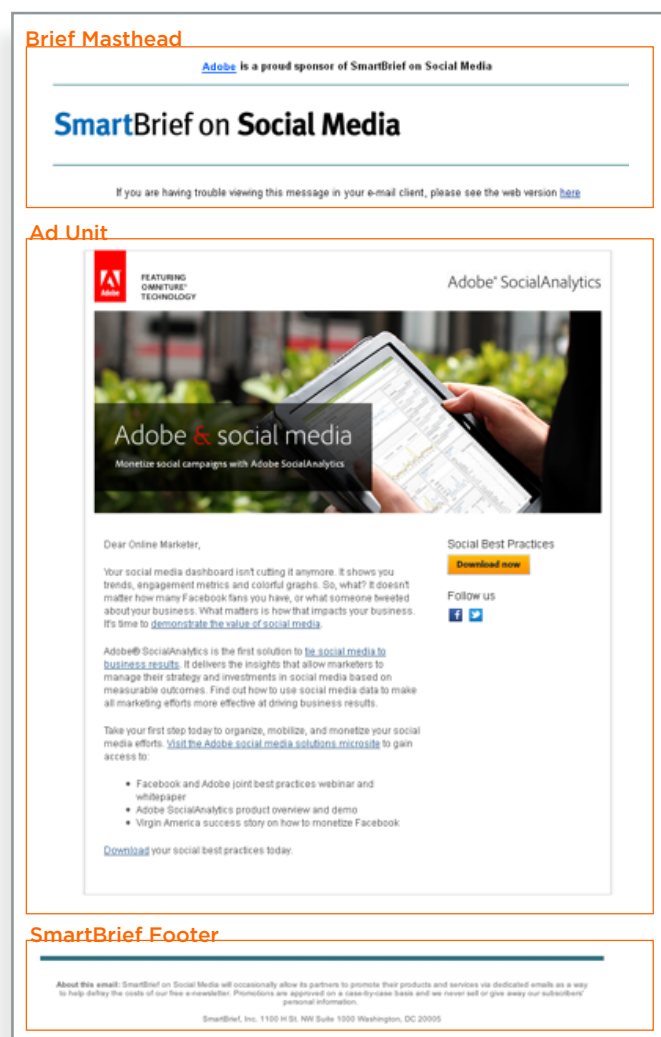 Brief Masthead
Adobe is a proud sponsor of SmartBrief on Social Media
SmartBrief on Social Media
If you are having trouble viewing this message in your e-mail client, please see the web version here
Ad Unit
Adobe
FEATURING
OMNITURE®
TECHNOLOGY
Adobe® SocialAnalytics
Adobe & social media
Monetize social campaigns with Adobe SocialAnalytics
Dear Online Marketer,
Your social media dashboard isn't cutting it anymore. It shows you
trends, engagement metrics and colorful graphs. So, what? It doesn't
matter how many Facebook fans you have, or what someone tweeted
about your business. What matters is how that impacts your business.
It's time to demonstrate the value of social media.
Adobe® SocialAnalytics is the first solution to tie social media to
business results. It delivers the insights that allow marketers to
manage their strategy and investments in social media based on
measurable outcomes. Find out how to use social media data to make
all marketing efforts more effective at driving business results.
Take your first step today to organize, mobilize, and monetize your social
media efforts. Visit the Adobe social media solutions microsite to gain
access to:
• Facebook and Adobe joint best practices webinar and
whitepaper
• Adobe SocialAnalytics product overview and demo
• Virgin America success story on how to monetize Facebook
Download your social best practices today.
Social Best Practices
Download now
Follow us
SmartBrief Footer
About this email: SmartBrief on Social Media will occasionally allow its partners to promote their products and services via dedicated emails as a way
to help defray the costs of our free e-newsletter. Promotions are approved on a case-by-case basis and we never sell or give away our subscribers'
personal information.
SmartBrief, Inc. 1100 H St. NW Suite 1000 Washington, DC 20005